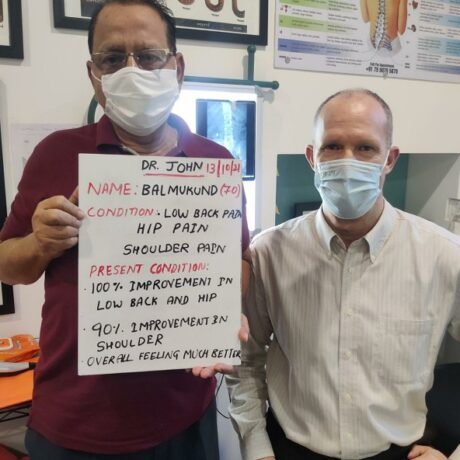 DR. JOHN 13/10/21
NAME: BALMUKUND (70)
CONDITION - LOW BACK PAIN
HIP PAIN
SHOULDER PAIN
PRESENT CONDITION:
· 100% IMPROVEMENT IN
LOW BACK AND HIP
· 90% IMPROVEMENT IN
SHOULDER
· OVERALL FEELING MUCH BETTER